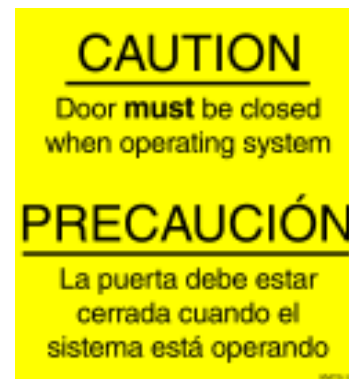 CAUTION
Door must be closed
when operating system
PRECAUCIÓN
La puerta debe estar
cerrada cuando el
sistema está operando